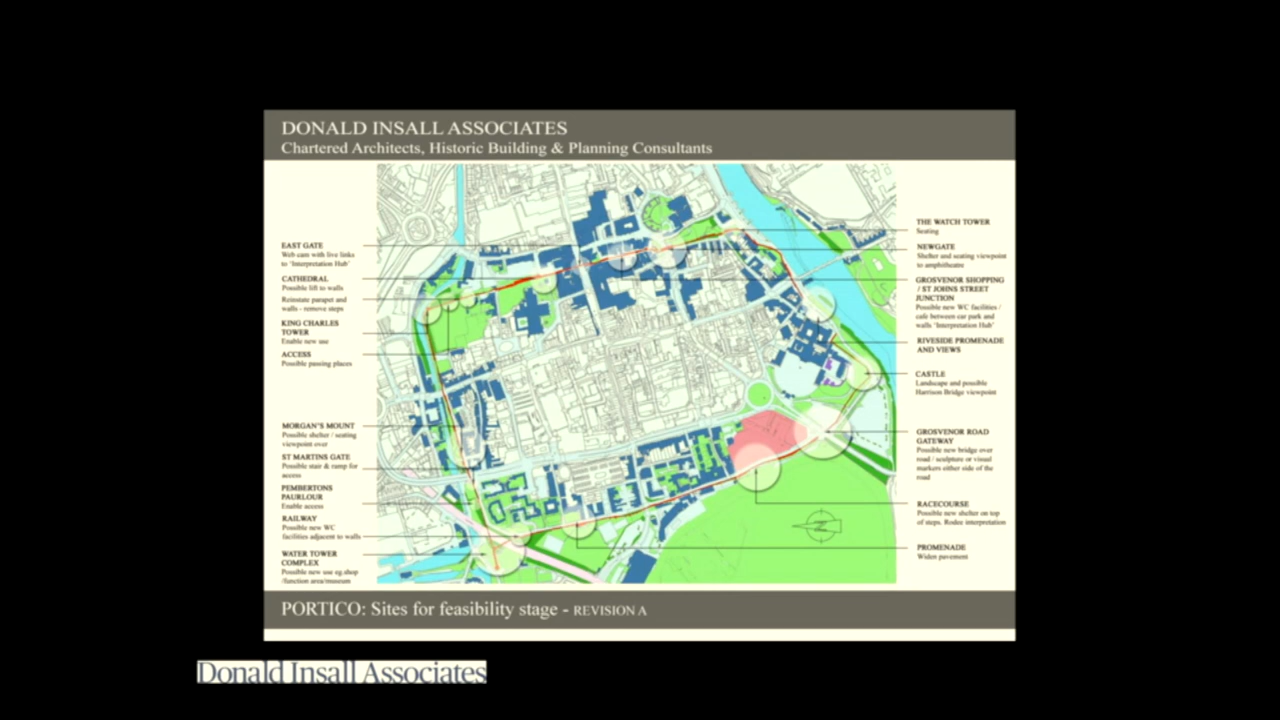 DONALD INSALL ASSOCIATES
Chartered Architects, Historic Building & Planning Consultants
EAST GATE
Web cam with live links
to 'Interpretation Hub'
CATHEDRAL
Possible lift to walls
Reinstate parapet and
walls - remove steps
KING CHARLES
TOWER
Enable new use
ACCESS
Possible passing places
MORGAN'S MOUNT
Possible shelter / seating
viewpoint over
ST MARTINS GATE
Possible stair & ramp for
access
PEMBERTONS
PAURLOUR
Enable access
RAILWAY
Possible new WC
facilities adjacent to walls
WATER TOWER
COMPLEX
Possible new use eg.shop
/function area/museum
THE WATCH TOWER
Seating
NEWGATE
Shelter and seating viewpoint
to amphitheatre
GROSVENOR SHOPPING
/ ST JOHNS STREET
JUNCTION
Possible new WC facilities /
cafe between car park and
walls 'Interpretation Hub'
RIVESIDE PROMENADE
AND VIEWS
CASTLE
Landscape and possible
Harrison Bridge viewpoint
GROSVENOR ROAD
GATEWAY
Possible new bridge over
road / sculpture or visual
markers either side of the
road
RACECOURSE
Possible new shelter on top
of steps. Rodee interpretation
PROMENADE
Widen pavement
PORTICO: Sites for feasibility stage - REVISION A
Donald Insall Associates